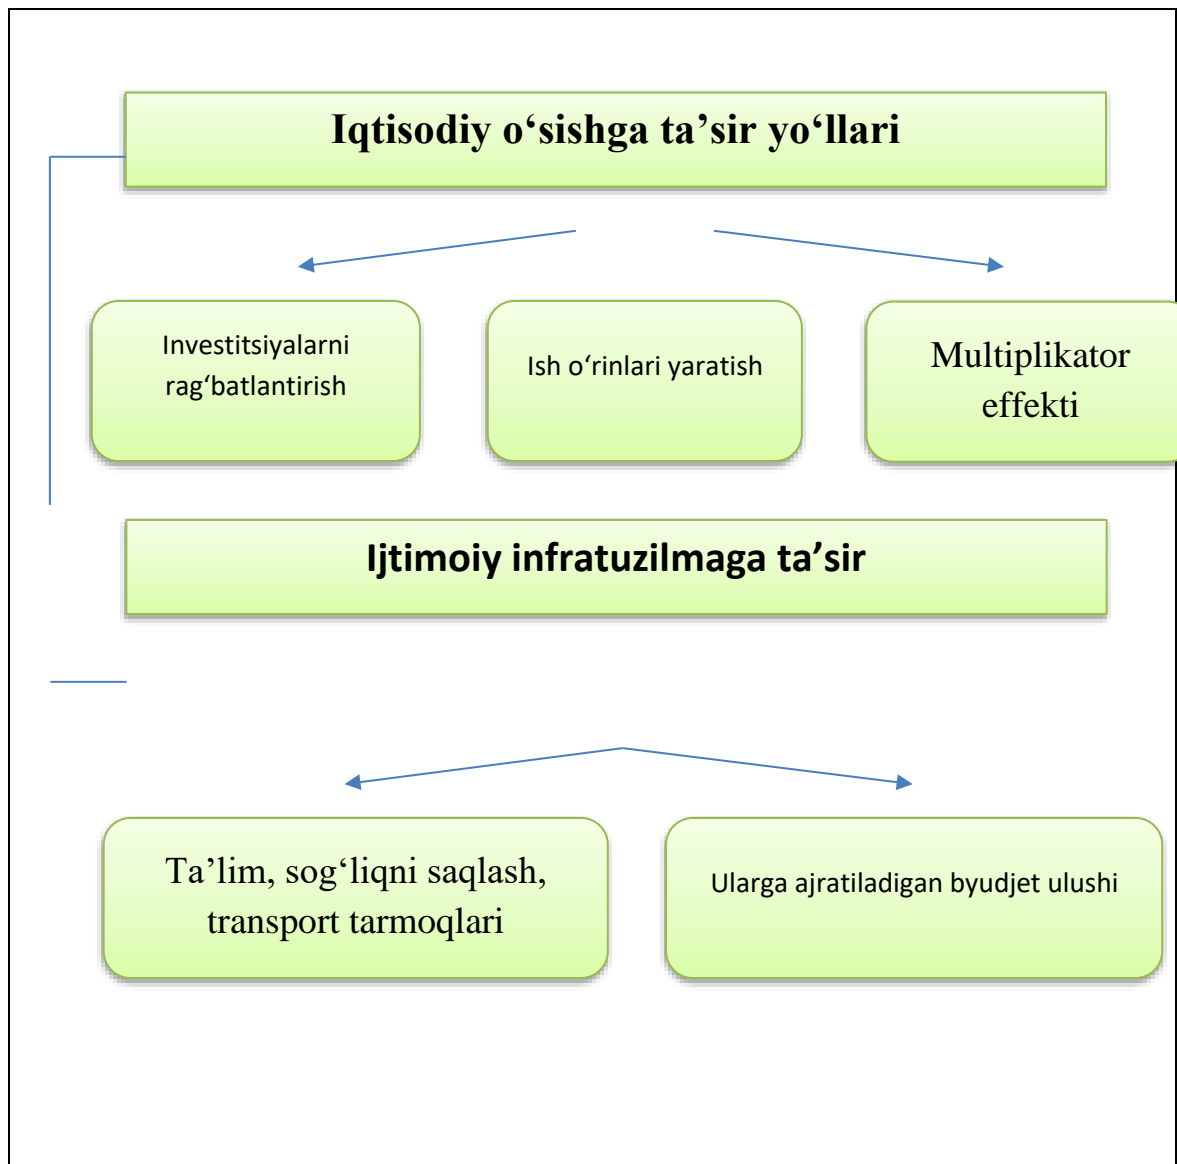 Iqtisodiy o‘sishga ta’sir yo‘llari
Investitsiyalarni
rag‘batlantirish
Ish o‘rinlari yaratish
Multiplikator
effekti
Ijtimoiy infratuzilmaga ta’sir
Ta’lim, sog‘liqni saqlash,
transport tarmoqlari
Ularga ajratiladigan byudjet ulushi